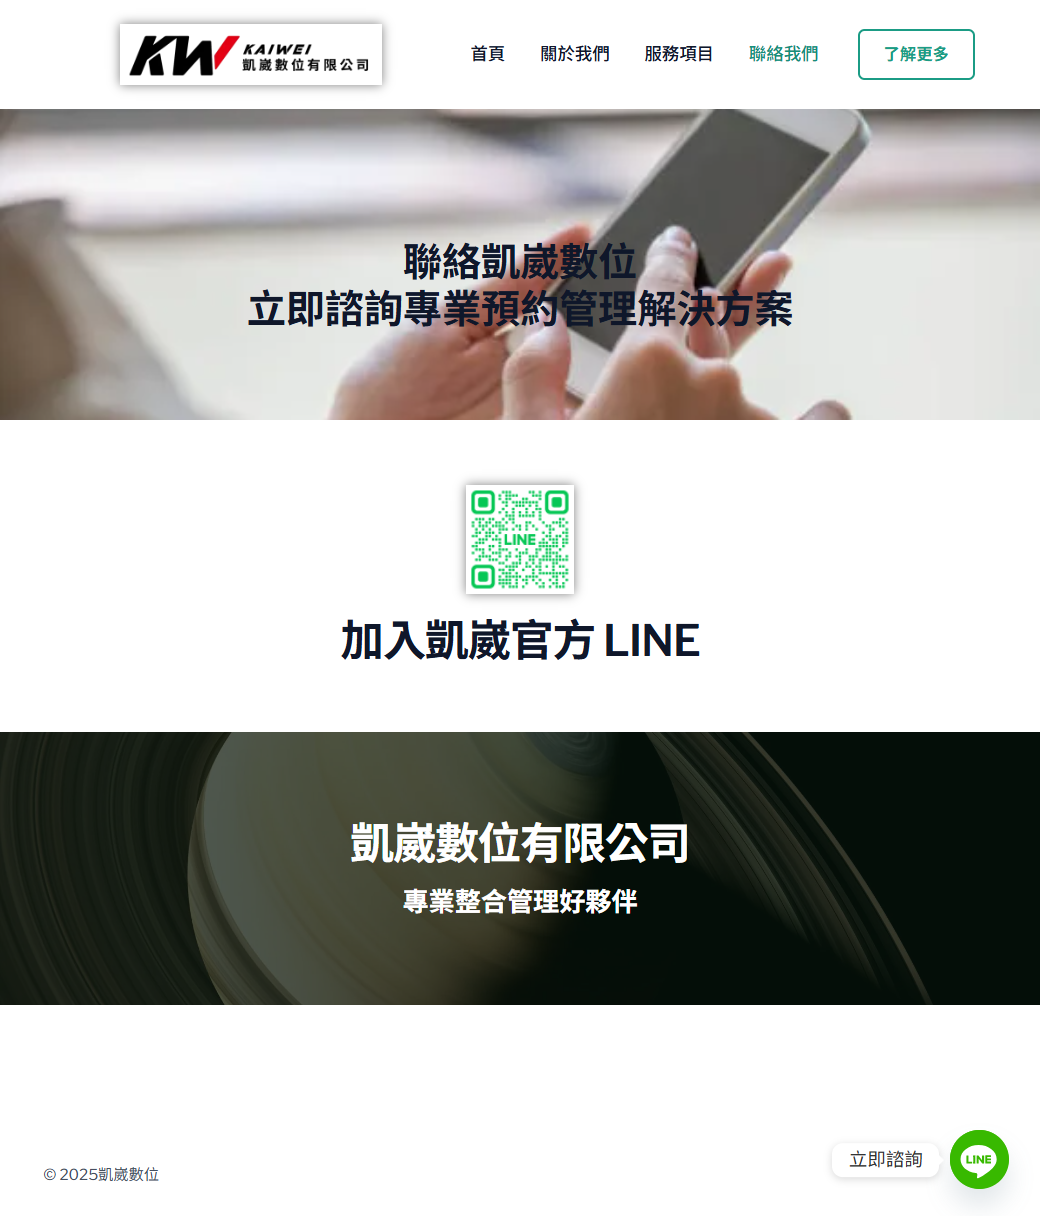 KW KAIWEI
凱崴數位有限公司
首頁 關於我們 服務項目 聯絡我們 了解更多
聯絡凱崴數位
立即諮詢專業預約管理解決方案
LINE
加入凱崴官方 LINE
凱崴數位有限公司
專業整合管理好夥伴
立即諮詢 LINE
© 2025凱崴數位